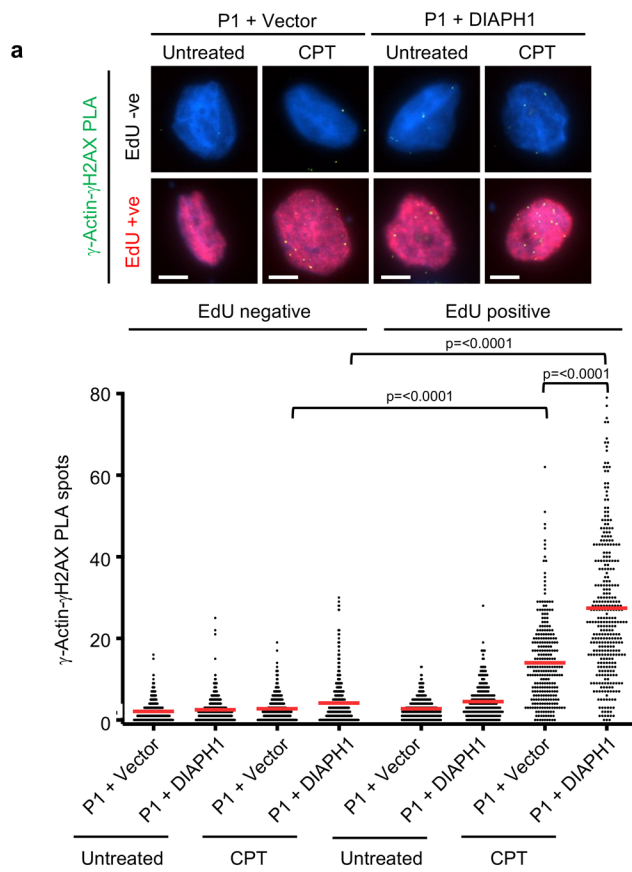 a
P1 + Vector P1 + DIAPH1
Untreated CPT Untreated CPT
γ-Actin-γH2AX PLA
EdU -ve
EdU +ve
EdU negative EdU positive
p=<0.0001
p=<0.0001
p=<0.0001
γ-Actin-γH2AX PLA spots
80
60
40
20
0
P1 + Vector P1 + DIAPH1 P1 + Vector P1 + DIAPH1 P1 + Vector P1 + DIAPH1 P1 + Vector P1 + DIAPH1
Untreated CPT Untreated CPT